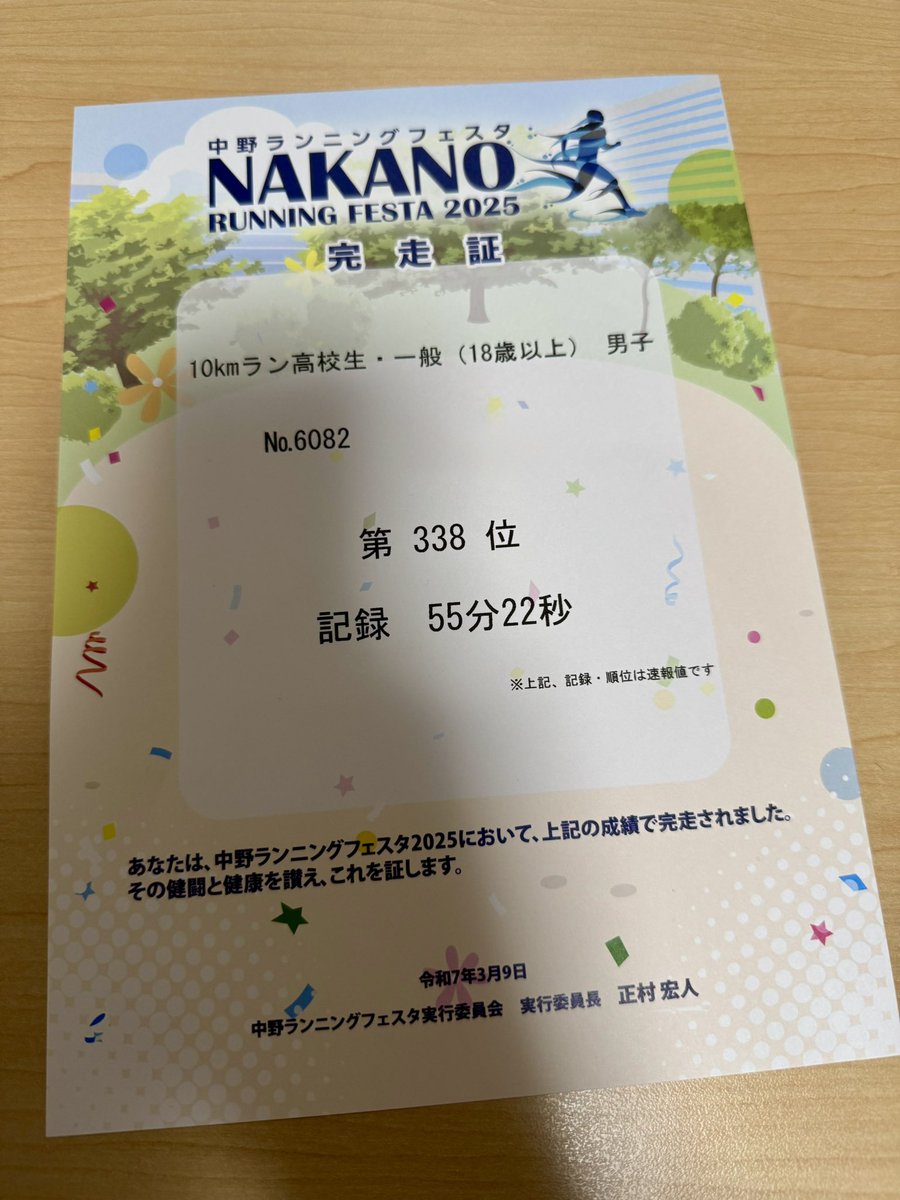 中野ランニングフェスタ
NAKANO
RUNNING FESTA 2025
完走証
10kmランニング高校生・一般（18歳以上）　男子
№6082
第 338 位
記録　55分22秒
※上記、記録・順位は速報値です
あなたは、中野ランニングフェスタ2025において、上記の成績で完走されました。
その健闘と健康を讃え、これを証します。
令和7年3月9日
中野ランニングフェスタ実行委員会　実行委員長　正村 宏人